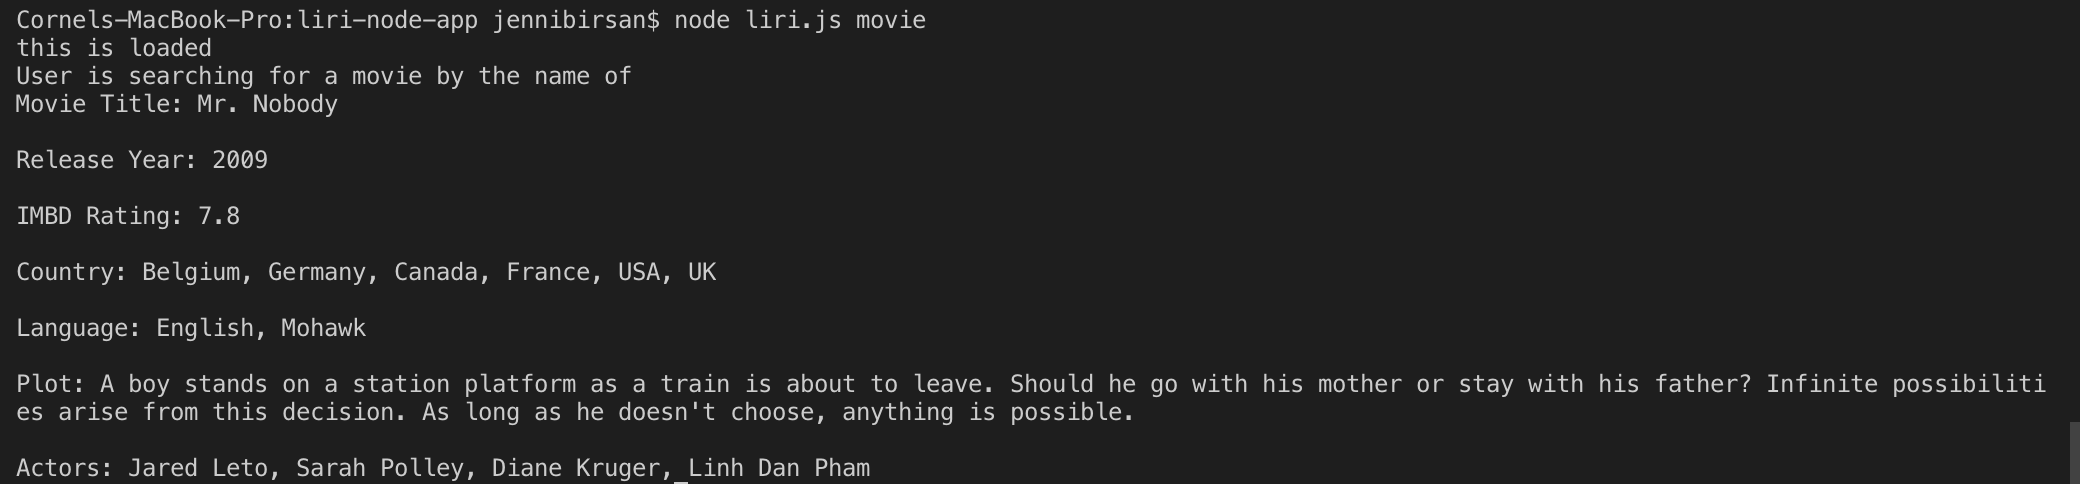 Cornels-MacBook-Pro:liri-node-app jennibirsan$ node liri.js movie
this is loaded
User is searching for a movie by the name of
Movie Title: Mr. Nobody
Release Year: 2009
IMBD Rating: 7.8
Country: Belgium, Germany, Canada, France, USA, UK
Language: English, Mohawk
Plot: A boy stands on a station platform as a train is about to leave. Should he go with his mother or stay with his father? Infinite possibiliti
es arise from this decision. As long as he doesn't choose, anything is possible.
Actors: Jared Leto, Sarah Polley, Diane Kruger, Linh Dan Pham